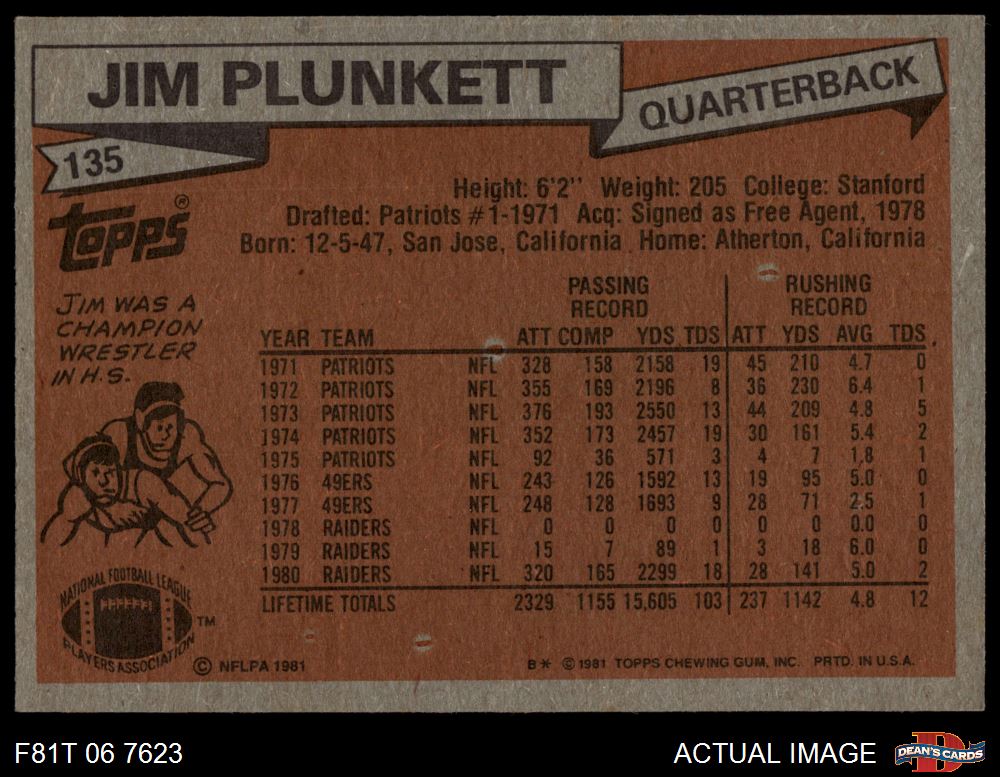 JIM PLUNKETT
QUARTERBACK
135
Topps®
Height: 6'2" Weight: 205 College: Stanford
Drafted: Patriots #1-1971 Acq: Signed as Free Agent, 1978
Born: 12-5-47, San Jose, California Home: Atherton, California
JIM WAS A
CHAMPION
WRESTLER
IN H.S.
PASSING RUSHING
RECORD RECORD
YEAR TEAM ATT COMP YDS TDS ATT YDS AVG TDS
1971 PATRIOTS NFL 328 158 2158 19 45 210 4.7 0
1972 PATRIOTS NFL 355 169 2196 8 36 230 6.4 1
1973 PATRIOTS NFL 376 193 2550 13 44 209 4.8 5
1974 PATRIOTS NFL 352 173 2457 19 30 161 5.4 2
1975 PATRIOTS NFL 92 36 571 3 4 7 1.8 1
1976 49ERS NFL 243 126 1592 13 19 95 5.0 0
1977 49ERS NFL 248 128 1693 9 28 71 2.5 1
1978 RAIDERS NFL 0 0 0 0 0 0 0.0 0
1979 RAIDERS NFL 15 7 89 1 3 18 6.0 0
1980 RAIDERS NFL 320 165 2299 18 28 141 5.0 2
LIFETIME TOTALS 2329 1155 15,605 103 237 1142 4.8 12
NATIONAL FOOTBALL LEAGUE
PLAYERS ASSOCIATION
TM
© NFLPA 1981
B* © 1981 TOPPS CHEWING GUM, INC. PRTD. IN U.S.A.
F81T 06 7623
ACTUAL IMAGE
D
DEAN'S CARDS